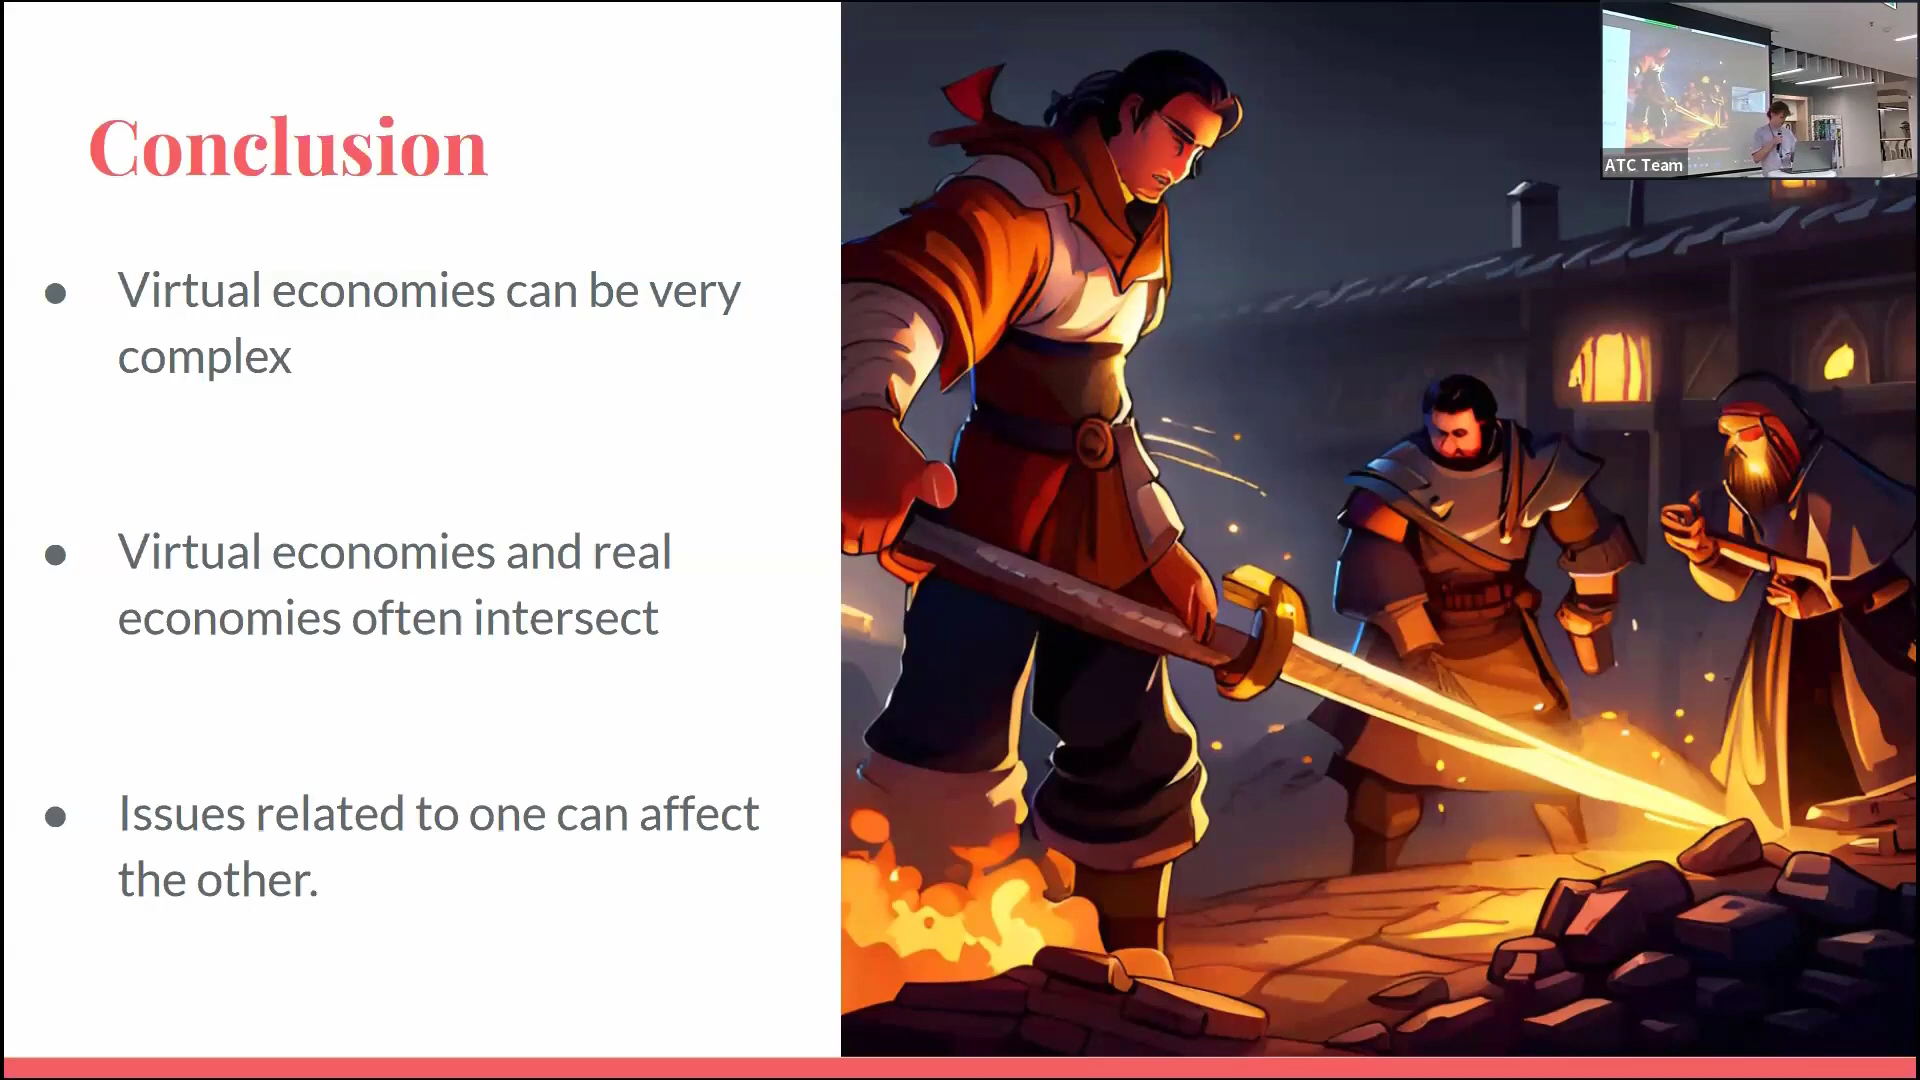 Conclusion
● Virtual economies can be very
complex
● Virtual economies and real
economies often intersect
● Issues related to one can affect
the other.
ATC Team